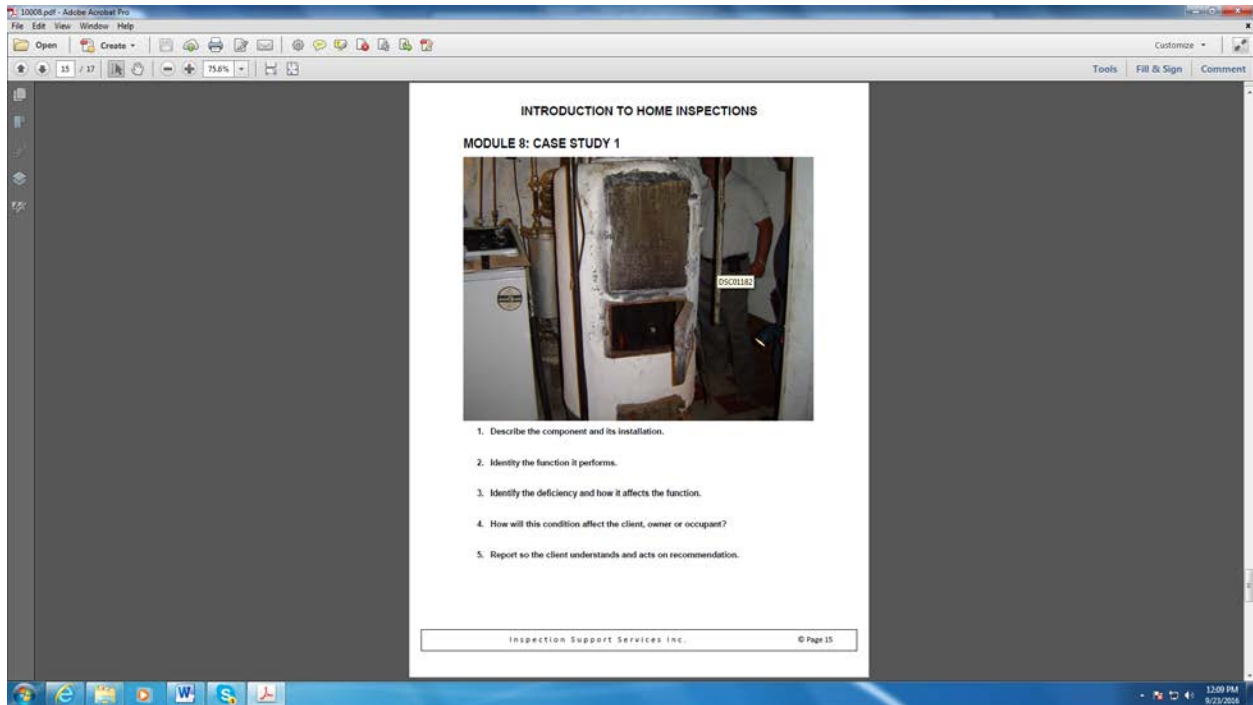 10008.pdf - Adobe Acrobat Pro
File Edit View Window Help
Open Create Customize
15 / 17 75.6% Tools Fill & Sign Comment
INTRODUCTION TO HOME INSPECTIONS
MODULE 8: CASE STUDY 1
DSC01182
1. Describe the component and its installation.
2. Identity the function it performs.
3. Identify the deficiency and how it affects the function.
4. How will this condition affect the client, owner or occupant?
5. Report so the client understands and acts on recommendation.
Inspection Support Services Inc. © Page 15
12:09 PM
9/23/2016